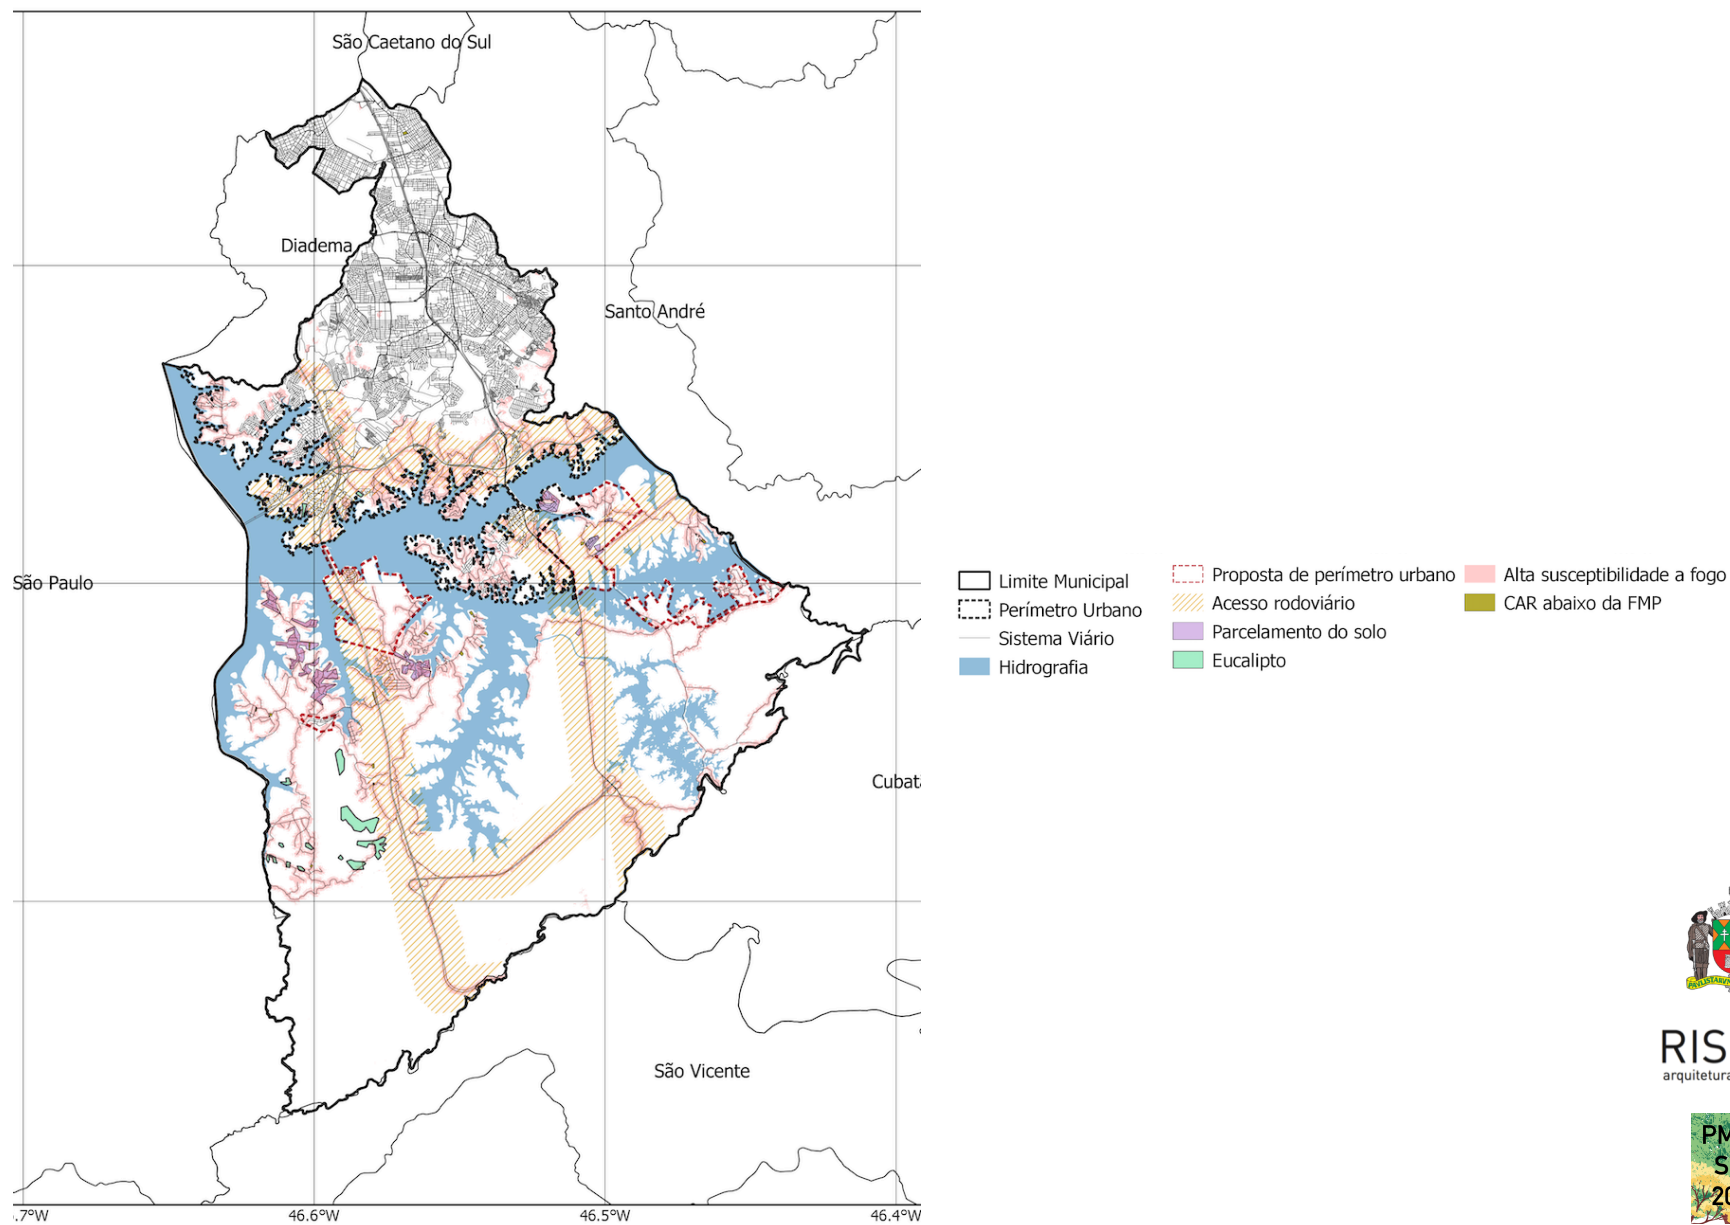 São Caetano do Sul
Diadema
Santo André
São Paulo
Cubat
São Vicente
.7°W
46.6°W
46.5°W
46.4°W
Limite Municipal
Perímetro Urbano
Sistema Viário
Hidrografia
Proposta de perímetro urbano
Acesso rodoviário
Parcelamento do solo
Eucalipto
Alta susceptibilidade a fogo
CAR abaixo da FMP
RIS
arquitetura
PM
S
20